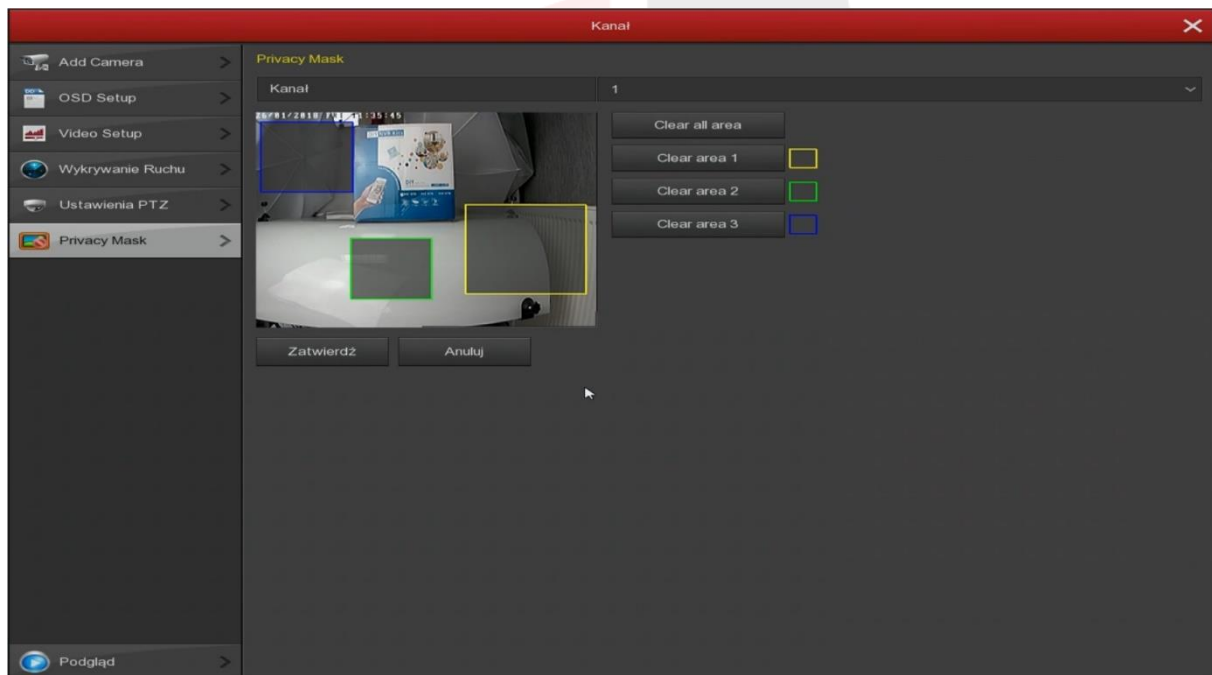 Kanał
Add Camera
OSD Setup
Video Setup
Wykrywanie Ruchu
Ustawienia PTZ
Privacy Mask
Podgląd
Privacy Mask
Kanał 1
Clear all area
Clear area 1
Clear area 2
Clear area 3
Zatwierdź Anuluj